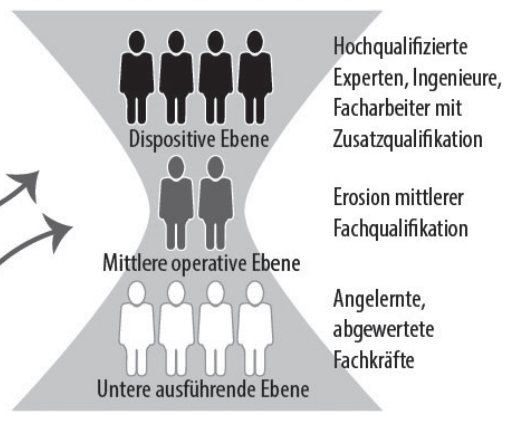 Hochqualifizierte
Experten, Ingenieure,
Facharbeiter mit
Zusatzqualifikation
Dispositive Ebene
Erosion mittlerer
Fachqualifikation
Mittlere operative Ebene
Angelernte,
abgewertete
Fachkräfte
Untere ausführende Ebene